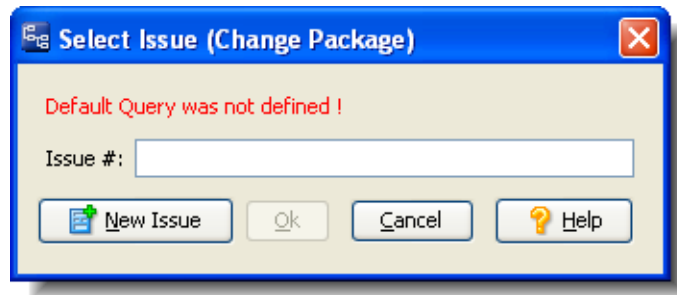 Select Issue (Change Package)
Default Query was not defined !
Issue #:
New Issue Ok Cancel Help